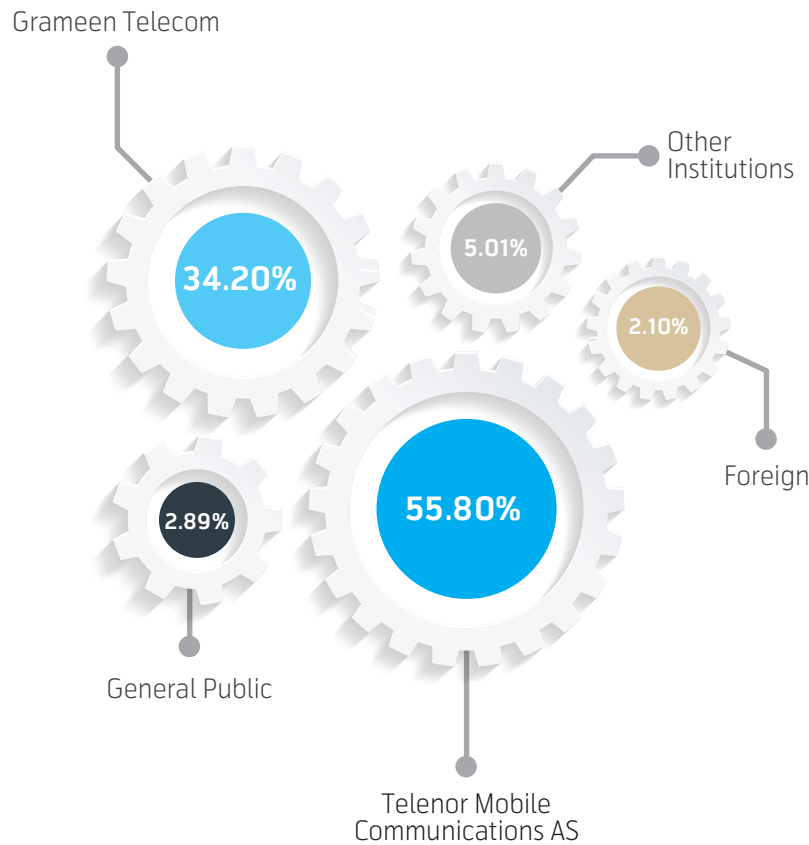 Grameen Telecom
Other
Institutions
5.01%
34.20%
2.10%
Foreign
55.80%
2.89%
General Public
Telenor Mobile
Communications AS